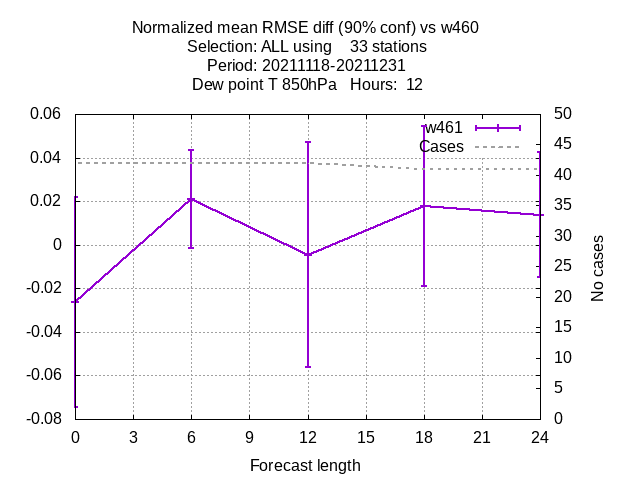 Normalized mean RMSE diff (90% conf) vs w460
Selection: ALL using    33 stations
Period: 20211118-20211231
Dew point T 850hPa   Hours:  12
w461
Cases
0.06
0.04
0.02
0
-0.02
-0.04
-0.06
-0.08
50
45
40
35
30
25
20
15
10
5
0
No cases
0 3 6 9 12 15 18 21 24
Forecast length